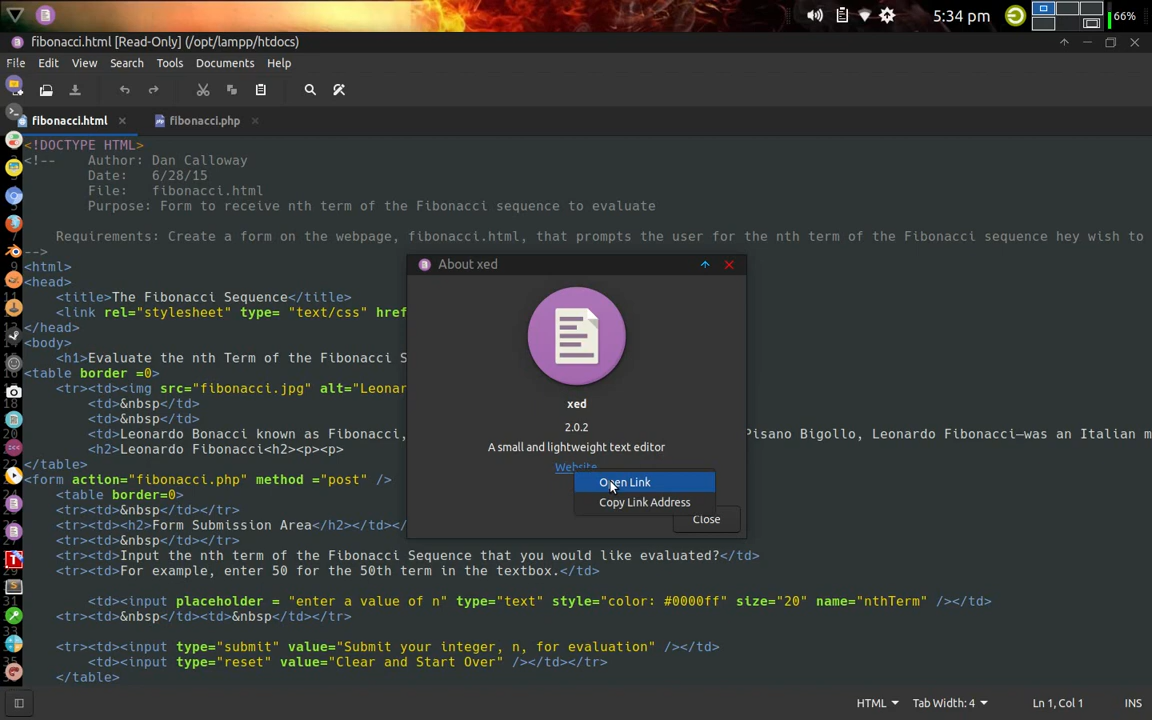 5:34 pm
66%
fibonacci.html [Read-Only] (/opt/lampp/htdocs)
File Edit View Search Tools Documents Help
fibonacci.html
fibonacci.php
<!DOCTYPE HTML>
<!-- Author: Dan Calloway
Date: 6/28/15
File: fibonacci.html
Purpose: Form to receive nth term of the Fibonacci sequence to evaluate
Requirements: Create a form on the webpage, fibonacci.html, that prompts the user for the nth term of the Fibonacci sequence hey wish to
-->
<html>
<head>
<title>The Fibonacci Sequence</title>
<link rel="stylesheet" type= "text/css" href
</head>
<body>
<h1>Evaluate the nth Term of the Fibonacci S
<table border =0>
<tr><td><img src="fibonacci.jpg" alt="Leonar
<td>&nbsp</td>
<td>&nbsp</td>
<td>Leonardo Bonacci known as Fibonacci, Pisano Bigollo, Leonardo Fibonacci—was an Italian m
<h2>Leonardo Fibonacci<h2><p><p>
</table>
<form action="fibonacci.php" method ="post" />
<table border=0>
<tr><td>&nbsp</td></tr>
<tr><td><h2>Form Submission Area</h2></td></
<tr><td>&nbsp</td></tr>
<tr><td>Input the nth term of the Fibonacci Sequence that you would like evaluated?</td>
<tr><td>For example, enter 50 for the 50th term in the textbox.</td>
<td><input placeholder = "enter a value of n" type="text" style="color: #0000ff" size="20" name="nthTerm" /></td>
<tr><td>&nbsp</td><td>&nbsp</td></tr>
<tr><td><input type="submit" value="Submit your integer, n, for evaluation" /></td>
<td><input type="reset" value="Clear and Start Over" /></td></tr>
</table>
About xed
xed
2.0.2
A small and lightweight text editor
Website
Open Link
Copy Link Address
Close
HTML Tab Width: 4 Ln 1, Col 1 INS